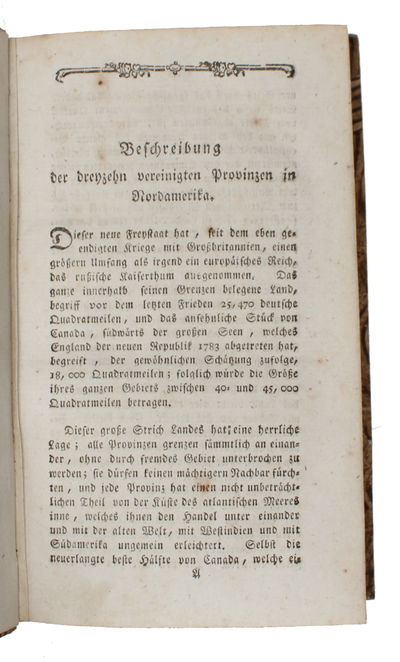 Beschreibung
der dreyzehn vereinigten Provinzen in
Nordamerika.
Dieser neue Freystaat hat, seit dem eben ge-
endigten Kriege mit Großbritannien, einen
größern Umfang als irgend ein europäisches Reich,
das rußische Kaiserthum ausgenommen. Das
ganze innerhalb seinen Grenzen belegene Land,
begriff vor dem letzten Frieden 25,470 deutsche
Quadratmeilen, und das ansehnliche Stück von
Canada, südwärts der großen Seen, welches
England der neuen Republik 1783 abgetreten hat,
begreift, der gewöhnlichen Schätzung zufolge,
18,000 Quadratmeilen; folglich würde die Größe
ihres ganzen Gebiets zwischen 40- und 45,000
Quadratmeilen betragen.
Dieser große Strich Landes hat eine herrliche
Lage; alle Provinzen grenzen sämmtlich an einan-
der, ohne durch fremdes Gebiet unterbrochen zu
werden; sie dürfen keinen mächtigern Nachbar fürch-
ten, und jede Provinz hat einen nicht unbeträcht-
lichen Theil von der Küste des atlantischen Meeres
inne, welches ihnen den Handel unter einander
und mit der alten Welt, mit Westindien und mit
Südamerika ungemein erleichtert. Selbst die
neuerlangte beste Hälfte von Canada, welche ei-
A